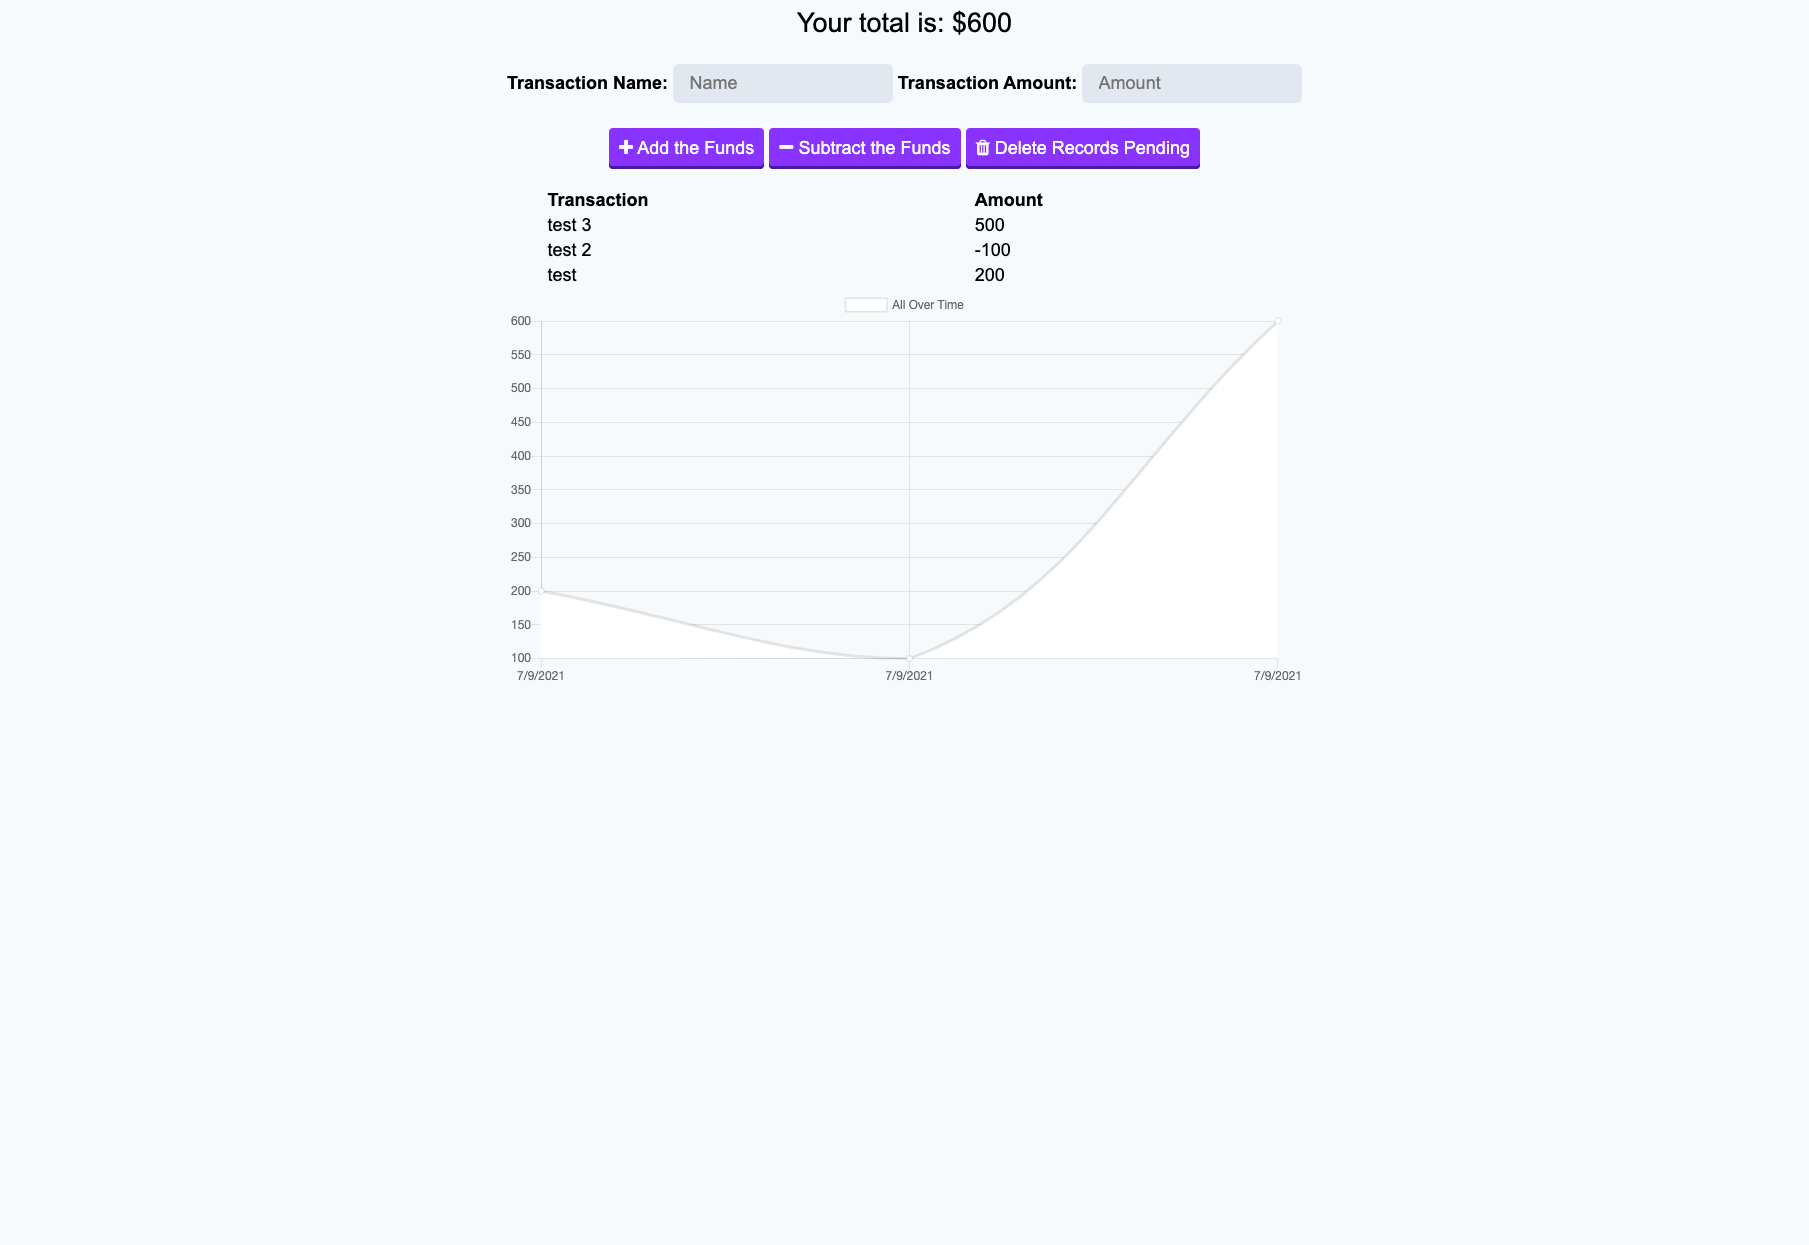 Your total is: $600
Transaction Name: Name Transaction Amount: Amount
Add the Funds Subtract the Funds Delete Records Pending
Transaction Amount
test 3 500
test 2 -100
test 200
All Over Time
600
550
500
450
400
350
300
250
200
150
100
7/9/2021 7/9/2021 7/9/2021